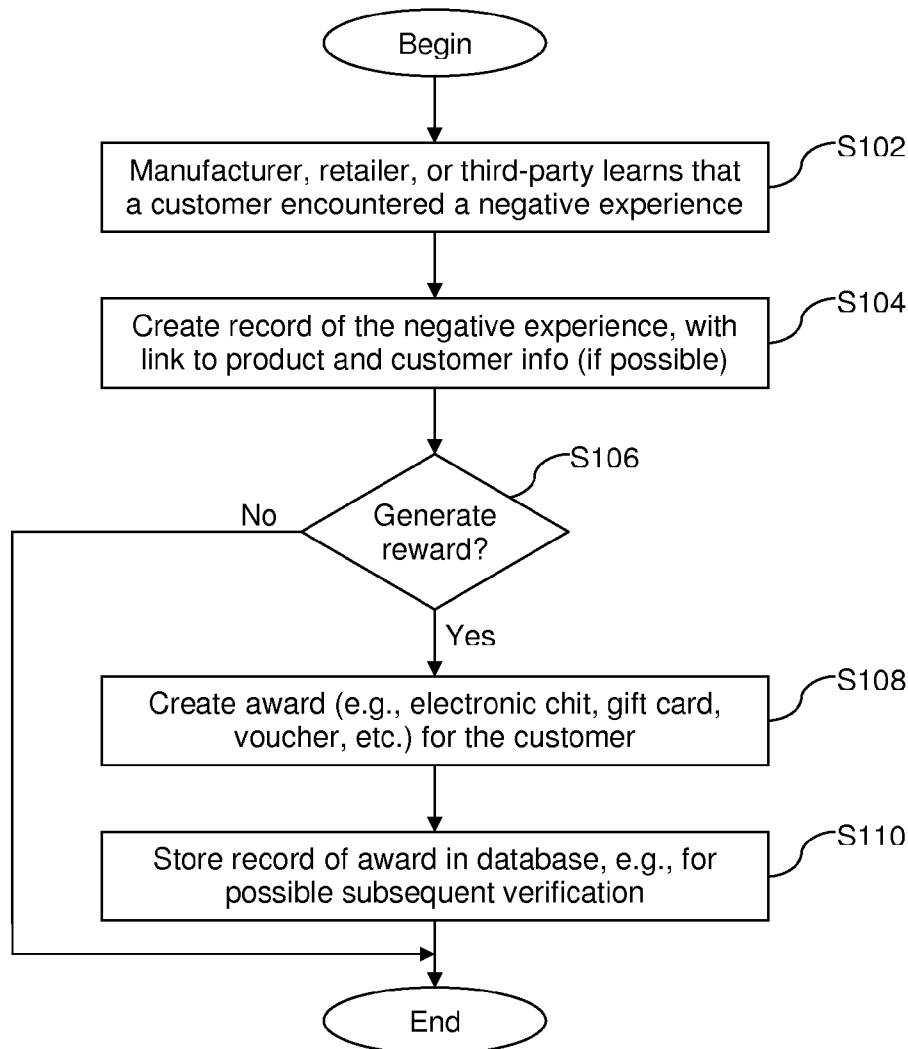 Begin
S102
Manufacturer, retailer, or third-party learns that
a customer encountered a negative experience
S104
Create record of the negative experience, with
link to product and customer info (if possible)
S106
No
Generate
reward?
Yes
S108
Create award (e.g., electronic chit, gift card,
voucher, etc.) for the customer
S110
Store record of award in database, e.g., for
possible subsequent verification
End